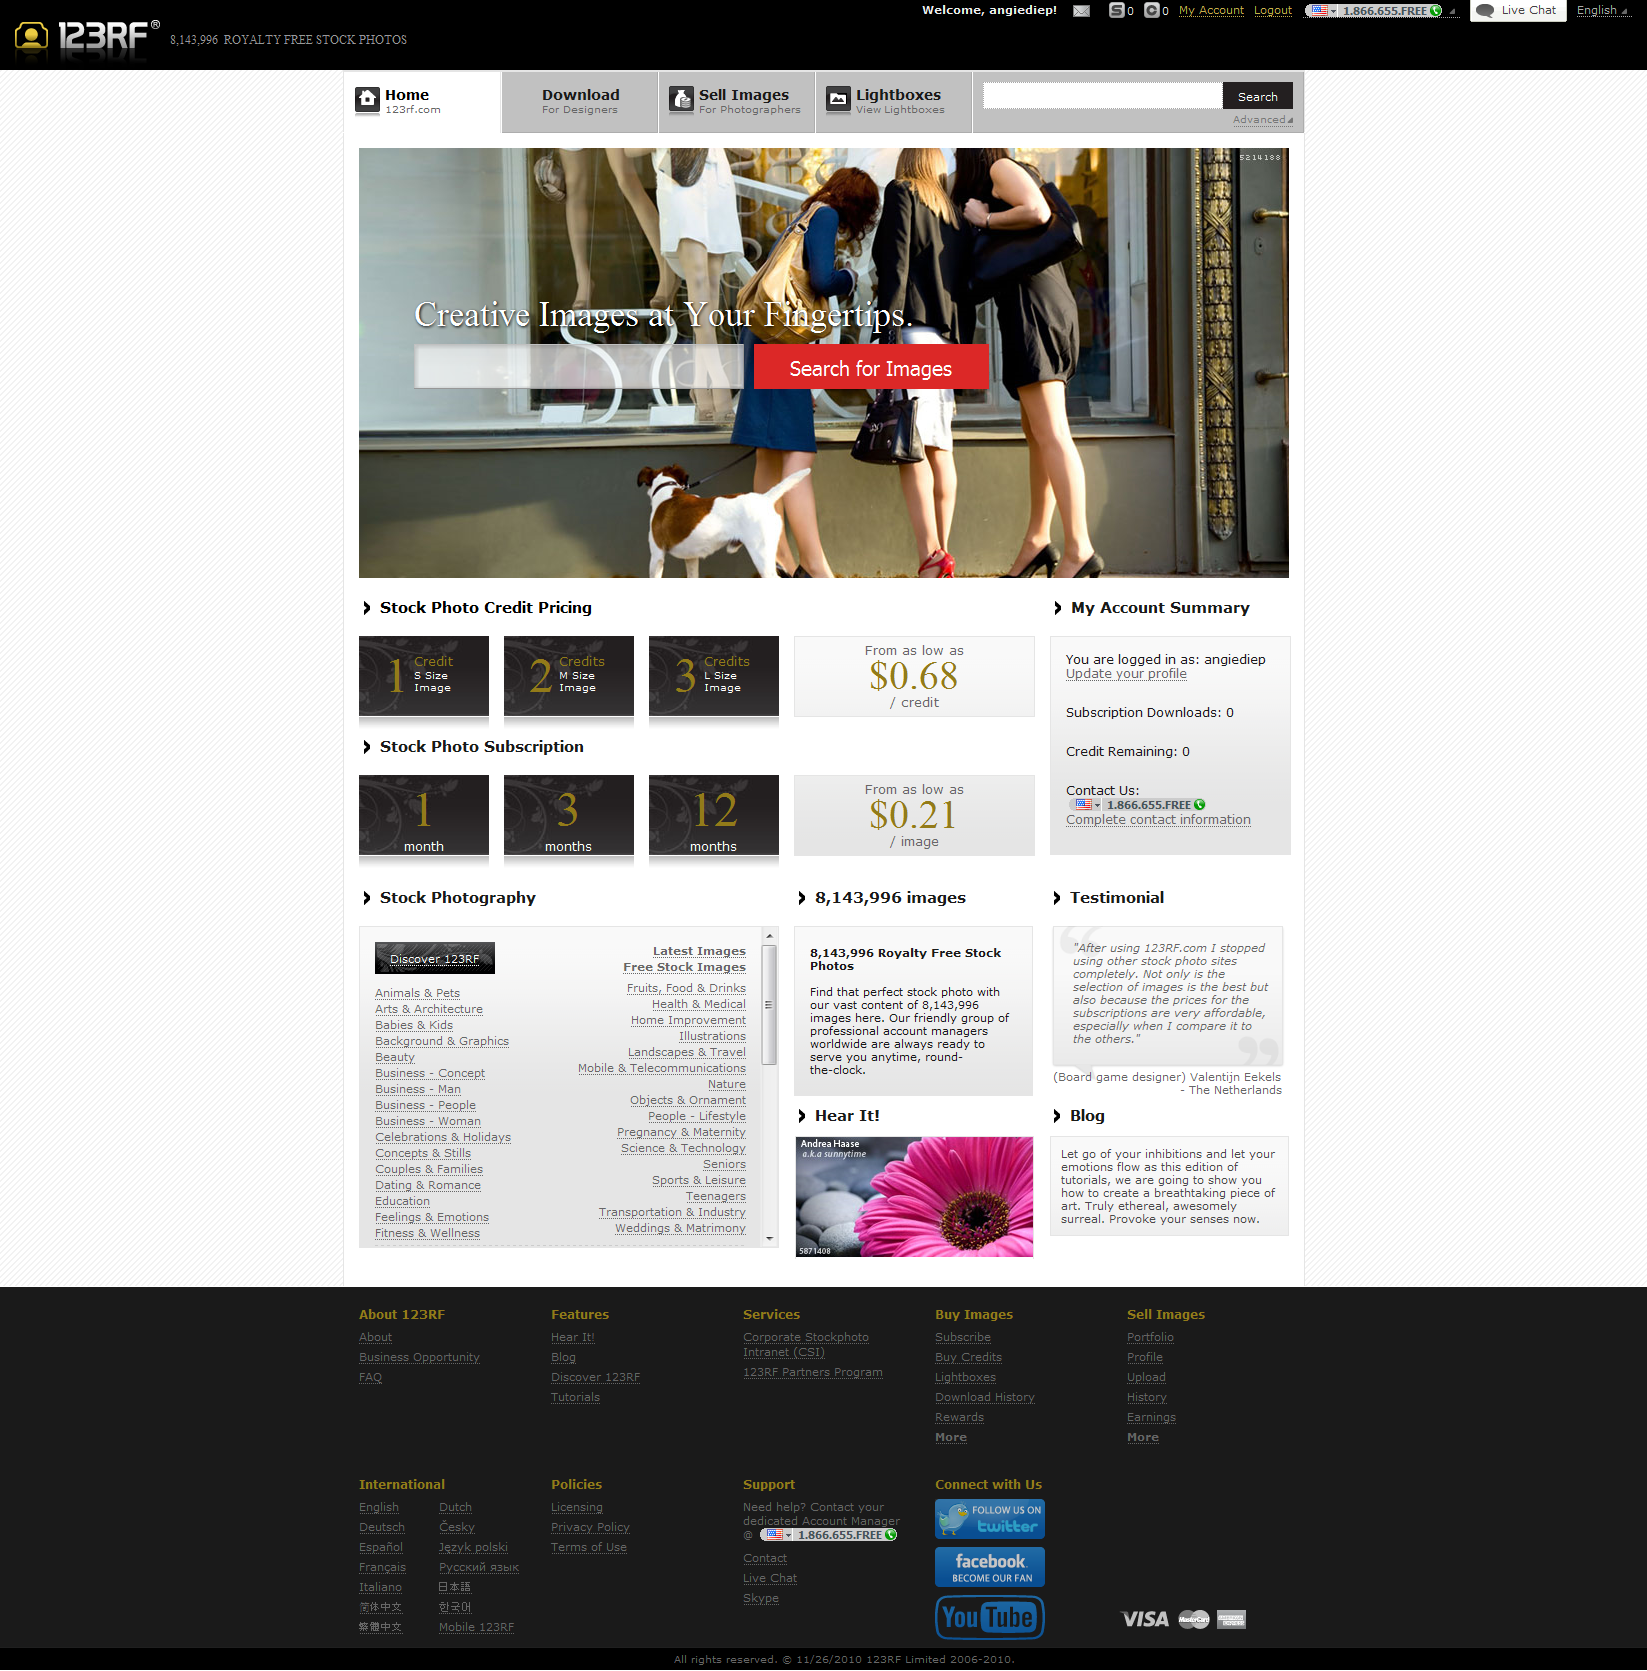 Welcome, angiediep!
0
0
My Account
Logout
1.866.655.FREE
Live Chat
English
123RF®
8,143,996 ROYALTY FREE STOCK PHOTOS
Home
123rf.com
Download
For Designers
Sell Images
For Photographers
Lightboxes
View Lightboxes
Search
Advanced
5214188
Creative Images at Your Fingertips.
Search for Images
Stock Photo Credit Pricing
1 Credit
S Size
Image
2 Credits
M Size
Image
3 Credits
L Size
Image
From as low as
$0.68
/ credit
My Account Summary
You are logged in as: angiediep
Update your profile
Subscription Downloads: 0
Credit Remaining: 0
Contact Us:
1.866.655.FREE
Complete contact information
Stock Photo Subscription
1
month
3
months
12
months
From as low as
$0.21
/ image
Stock Photography
Discover 123RF
Animals & Pets
Arts & Architecture
Babies & Kids
Background & Graphics
Beauty
Business - Concept
Business - Man
Business - People
Business - Woman
Celebrations & Holidays
Concepts & Stills
Couples & Families
Dating & Romance
Education
Feelings & Emotions
Fitness & Wellness
Latest Images
Free Stock Images
Fruits, Food & Drinks
Health & Medical
Home Improvement
Illustrations
Landscapes & Travel
Mobile & Telecommunications
Nature
Objects & Ornament
People - Lifestyle
Pregnancy & Maternity
Science & Technology
Seniors
Sports & Leisure
Teenagers
Transportation & Industry
Weddings & Matrimony
8,143,996 images
8,143,996 Royalty Free Stock
Photos
Find that perfect stock photo with
our vast content of 8,143,996
images here. Our friendly group of
professional account managers
worldwide are always ready to
serve you anytime, round-
the-clock.
Hear It!
Andrea Haase
a.k.a sunnytime
5871408
Testimonial
"After using 123RF.com I stopped
using other stock photo sites
completely. Not only is the
selection of images is the best but
also because the prices for the
subscriptions are very affordable,
especially when I compare it to
the others."
(Board game designer) Valentijn Eekels
- The Netherlands
Blog
Let go of your inhibitions and let your
emotions flow as this edition of
tutorials, we are going to show you
how to create a breathtaking piece of
art. Truly ethereal, awesomely
surreal. Provoke your senses now.
About 123RF
About
Business Opportunity
FAQ
Features
Hear It!
Blog
Discover 123RF
Tutorials
Services
Corporate Stockphoto
Intranet (CSI)
123RF Partners Program
Buy Images
Subscribe
Buy Credits
Lightboxes
Download History
Rewards
More
Sell Images
Portfolio
Profile
Upload
History
Earnings
More
International
English
Deutsch
Español
Français
Italiano
简体中文
繁體中文
Dutch
Česky
Język polski
Русский язык
日本語
한국어
Mobile 123RF
Policies
Licensing
Privacy Policy
Terms of Use
Support
Need help? Contact your
dedicated Account Manager
@ 1.866.655.FREE
Contact
Live Chat
Skype
Connect with Us
FOLLOW US ON
twitter
facebook
BECOME OUR FAN
YouTube
VISA
MasterCard
AMERICAN EXPRESS
All rights reserved. © 11/26/2010 123RF Limited 2006-2010.